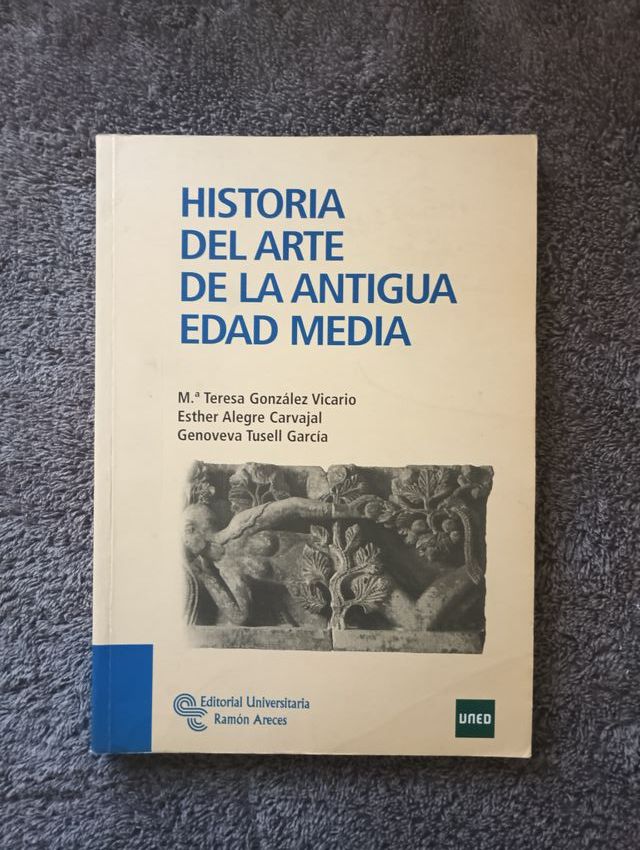 HISTORIA
DEL ARTE
DE LA ANTIGUA
EDAD MEDIA
M.ª Teresa González Vicario
Esther Alegre Carvajal
Genoveva Tusell García
Editorial Universitaria
Ramón Areces
UNED